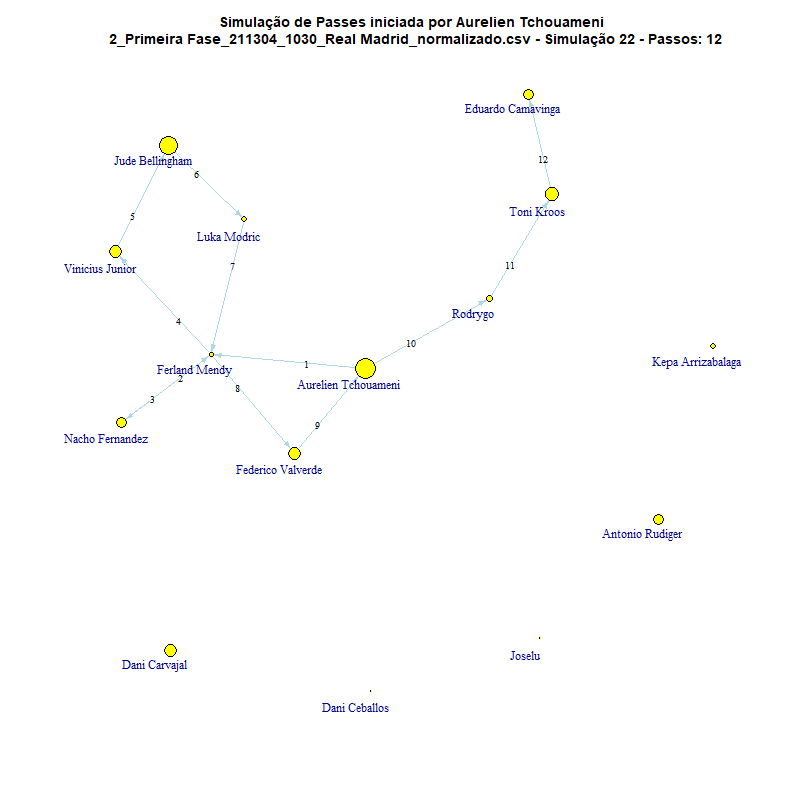 Simulação de Passes iniciada por Aurelien Tchouameni
2_Primeira Fase_211304_1030_Real Madrid_normalizado.csv - Simulação 22 - Passos: 12
Eduardo Camavinga
12
Jude Bellingham
6
Toni Kroos
5
Luka Modric
7
Vinicius Junior
11
Rodrygo
4
10
Kepa Arrizabalaga
1
Ferland Mendy
2
Aurelien Tchouameni
8
3
9
Nacho Fernandez
Federico Valverde
Antonio Rudiger
Joselu
Dani Carvajal
Dani Ceballos